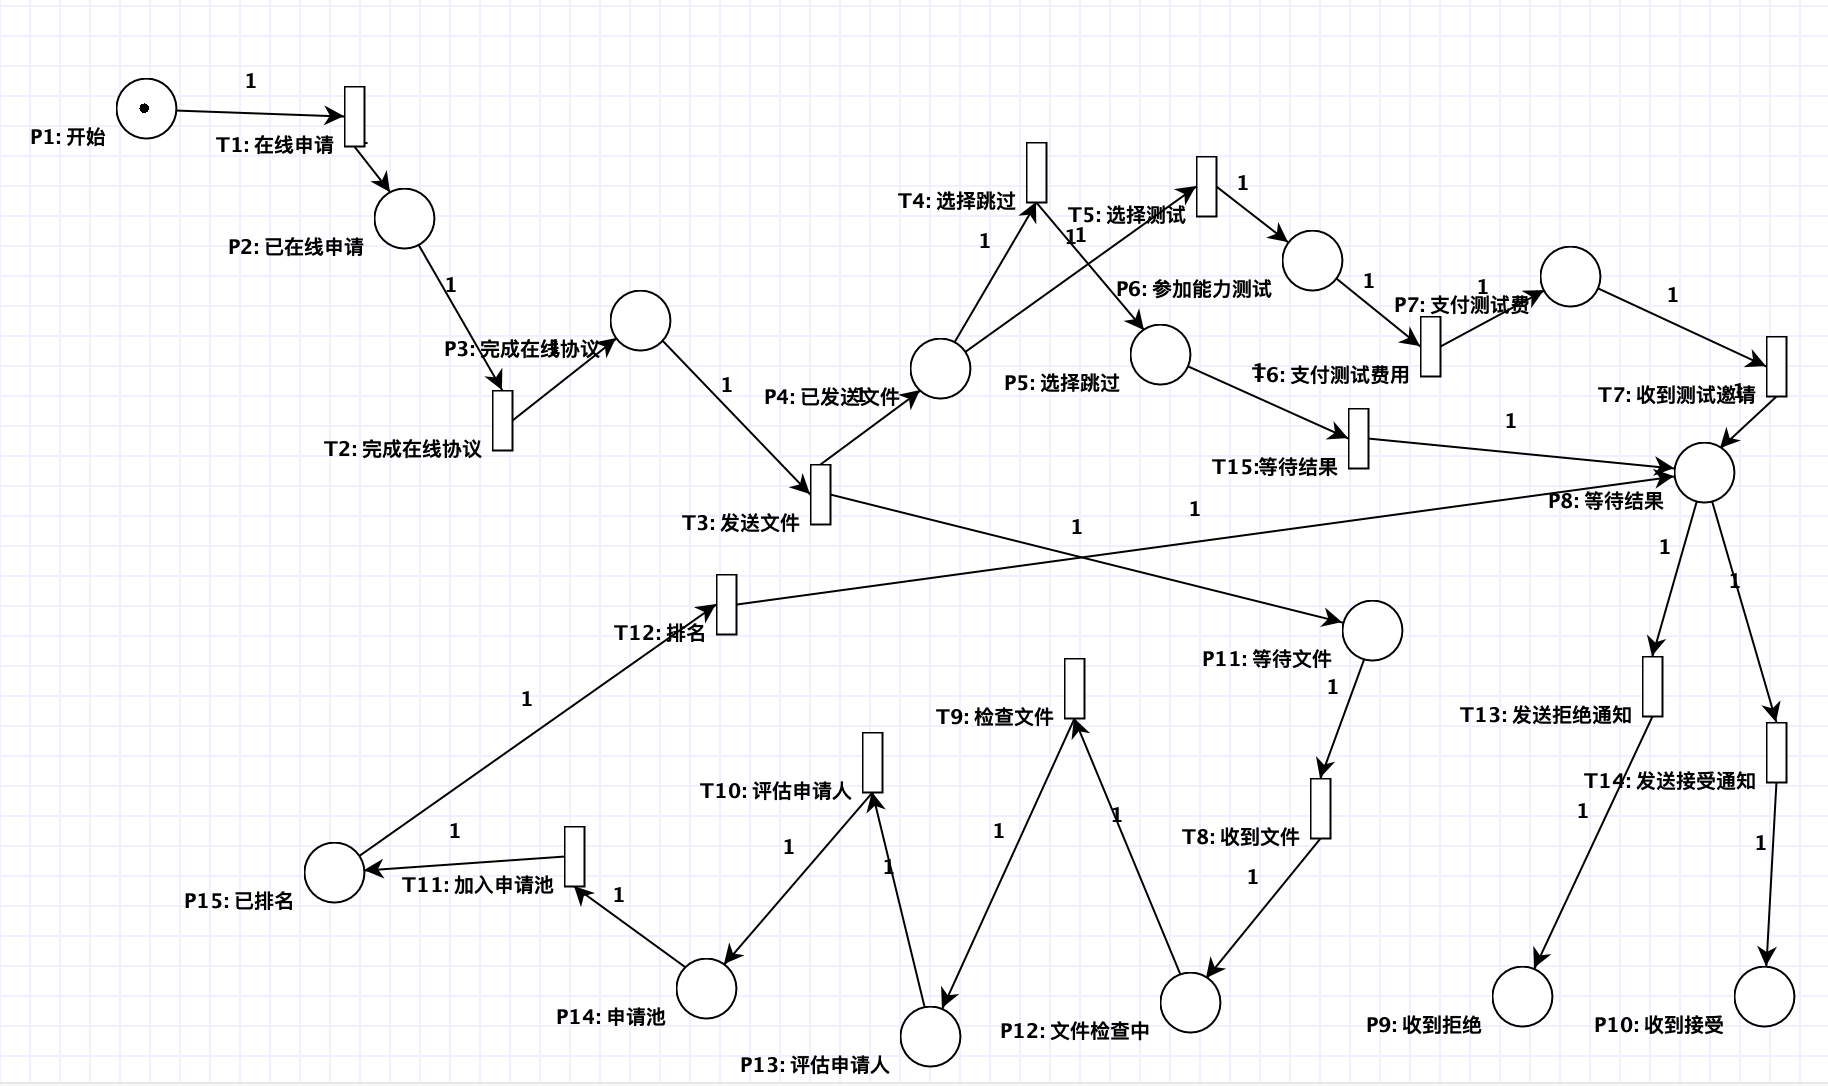 1
P1: 开始
T1: 在线申请
1
P2: 已在线申请
1
P3: 完成在线协议
T2: 完成在线协议
1
T3: 发送文件
P4: 已发送文件
1
1
T4: 选择跳过
1
1
T5: 选择测试
1
P6: 参加能力测试
P5: 选择跳过
1
1
P7: 支付测试费
1
T6: 支付测试费用
1
T7: 收到测试邀请
1
T15:等待结果
1
P8: 等待结果
1
1
T12: 排名
1
P11: 等待文件
1
1
1
T9: 检查文件
T13: 发送拒绝通知
T10: 评估申请人
T14: 发送接受通知
1
1
1
1
T8: 收到文件
1
1
1
1
T11: 加入申请池
1
1
P15: 已排名
P14: 申请池
P13: 评估申请人
P12: 文件检查中
P9: 收到拒绝
P10: 收到接受